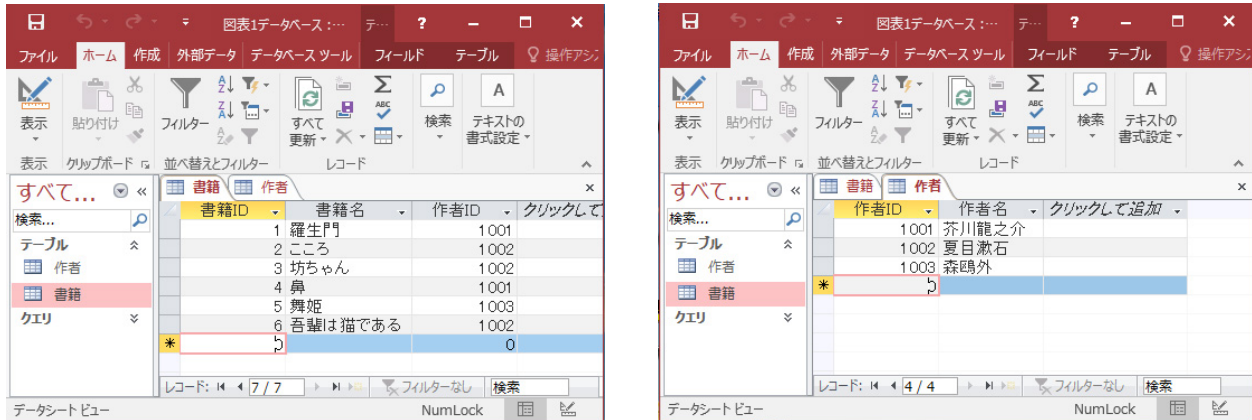 図表1データベース：… テ… ?
ファイル ホーム 作成 外部データ データベース ツール フィールド テーブル 操作アシ
表示 貼り付け フィルター すべて 更新 検索 テキストの 書式設定
表示 クリップボード 並べ替えとフィルター レコード
すべて… 書籍 作者
検索... 書籍ID 書籍名 作者ID クリックして
テーブル 1 羅生門 1001
2 こころ 1002
作者 3 坊ちゃん 1002
書籍 4 鼻 1001
5 舞姫 1003
クエリ 6 吾輩は猫である 1002
0
レコード: 7 / 7 フィルターなし 検索
データシート ビュー NumLock
図表1データベース：… テ… ?
ファイル ホーム 作成 外部データ データベース ツール フィールド テーブル 操作アシ
表示 貼り付け フィルター すべて 更新 検索 テキストの 書式設定
表示 クリップボード 並べ替えとフィルター レコード
すべて… 書籍 作者
検索... 作者ID 作者名 クリックして追加
テーブル 1001 芥川龍之介
1002 夏目漱石
作者 1003 森鴎外
書籍
クエリ
レコード: 4 / 4 フィルターなし 検索
データシート ビュー NumLock